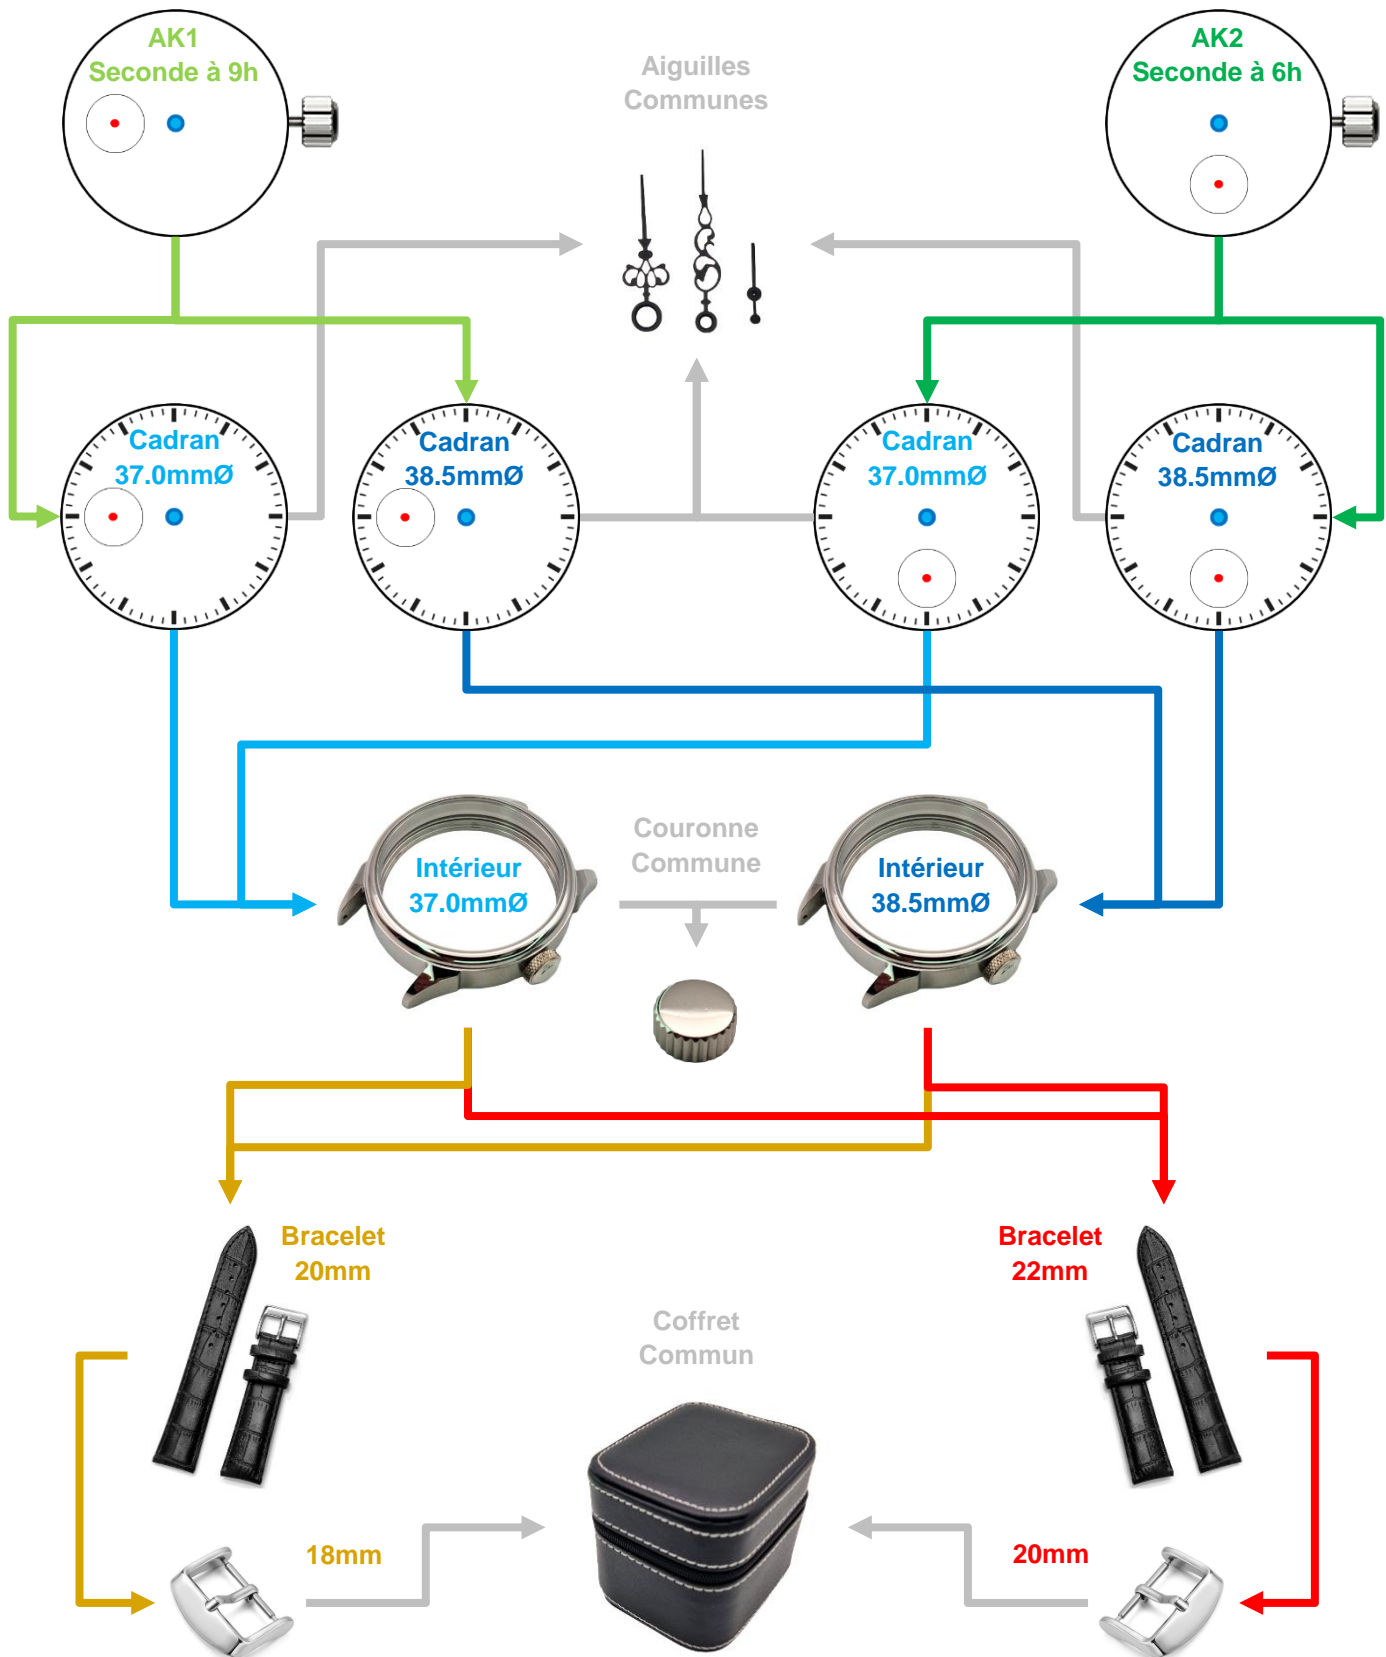 AK1
Seconde à 9h
AK2
Seconde à 6h
Aiguilles
Communes
Cadran
37.0mmØ
Cadran
38.5mmØ
Cadran
37.0mmØ
Cadran
38.5mmØ
Intérieur
37.0mmØ
Couronne
Commune
Intérieur
38.5mmØ
Bracelet
20mm
Bracelet
22mm
Coffret
Commun
18mm
20mm